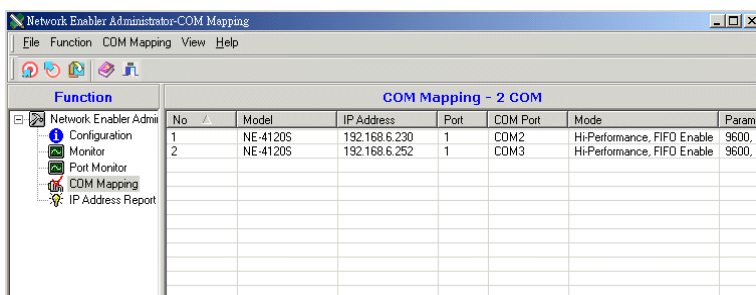 Network Enabler Administrator-COM Mapping
File Function COM Mapping View Help
Function
COM Mapping - 2 COM
Network Enabler Admi
Configuration
Monitor
Port Monitor
COM Mapping
IP Address Report
No Model IP Address Port COM Port Mode Param
1 NE-4120S 192.168.6.230 1 COM2 Hi-Performance, FIFO Enable 9600,
2 NE-4120S 192.168.6.252 1 COM3 Hi-Performance, FIFO Enable 9600,